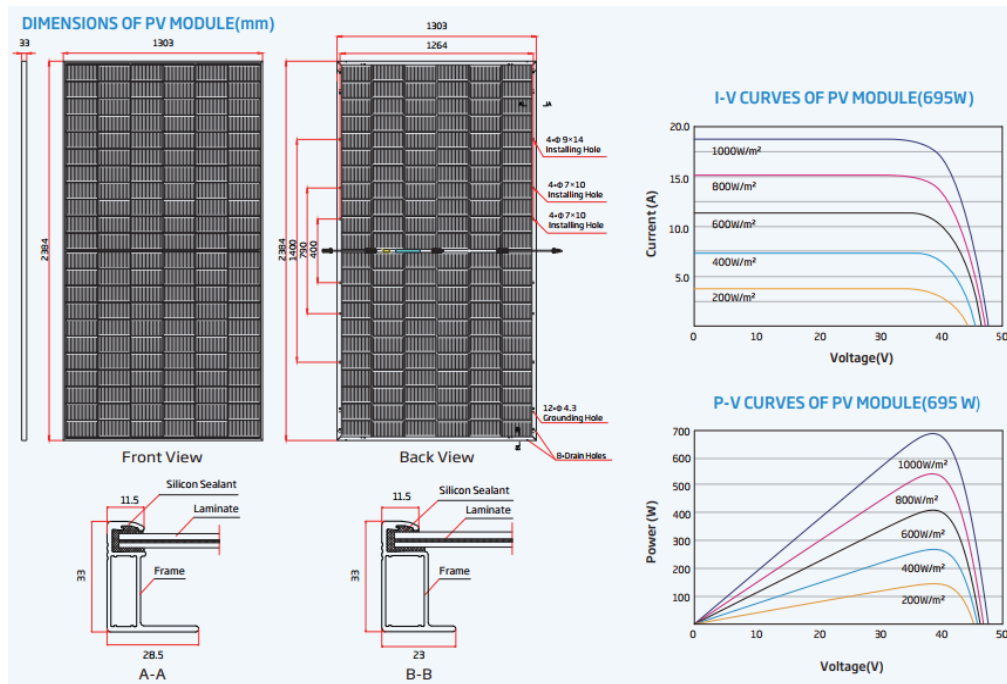 DIMENSIONS OF PV MODULE(mm)
33
1303
2384
Front View
1303
1264
2384
1400
790
400
4-Φ 9×14
Installing Hole
4-Φ 7×10
Installing Hole
4-Φ 7×10
Installing Hole
12-Φ 4.3
Grounding Hole
8-Drain Holes
Back View
11.5
Silicon Sealant
Laminate
33
Frame
28.5
A-A
11.5
Silicon Sealant
Laminate
33
Frame
23
B-B
I-V CURVES OF PV MODULE(695W)
Current (A)
20.0
15.0
10.0
5.0
1000W/m²
800W/m²
600W/m²
400W/m²
200W/m²
0 10 20 30 40 50
Voltage(V)
P-V CURVES OF PV MODULE(695 W)
Power (W)
700
600
500
400
300
200
100
1000W/m²
800W/m²
600W/m²
400W/m²
200W/m²
0 10 20 30 40 50
Voltage(V)